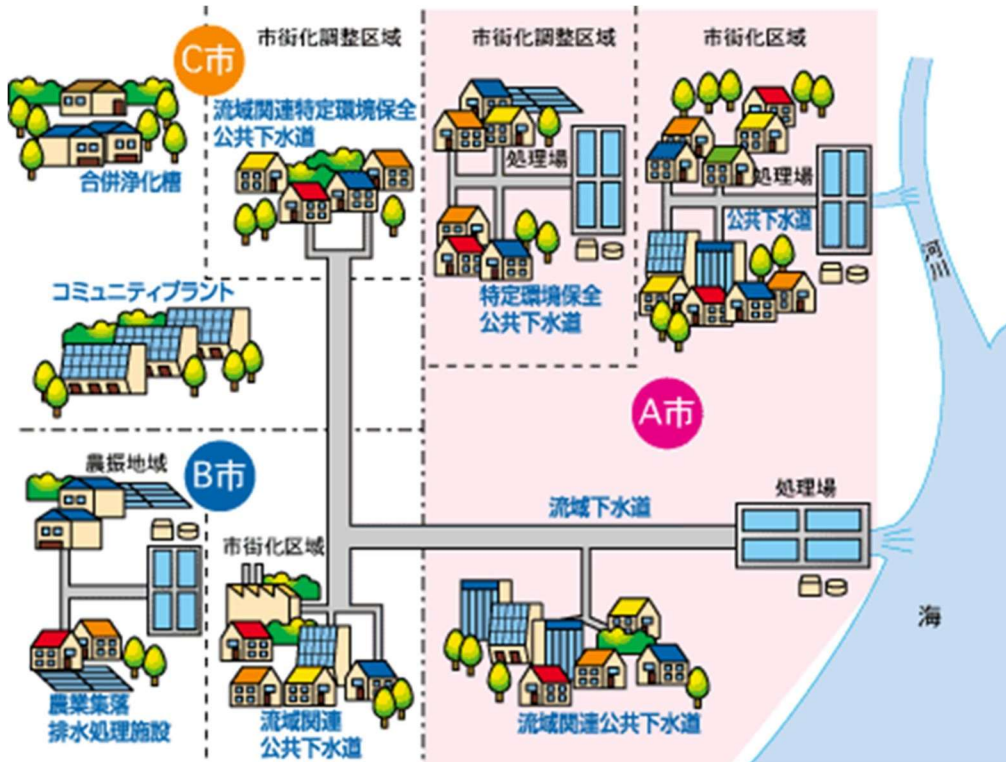 C市
市街化調整区域
市街化調整区域
市街化区域
流域関連特定環境保全
公共下水道
合併浄化槽
処理場
処理場
公共下水道
河川
コミュニティプラント
特定環境保全
公共下水道
A市
農振地域
B市
処理場
流域下水道
市街化区域
海
農業集落
排水処理施設
流域関連
公共下水道
流域関連公共下水道